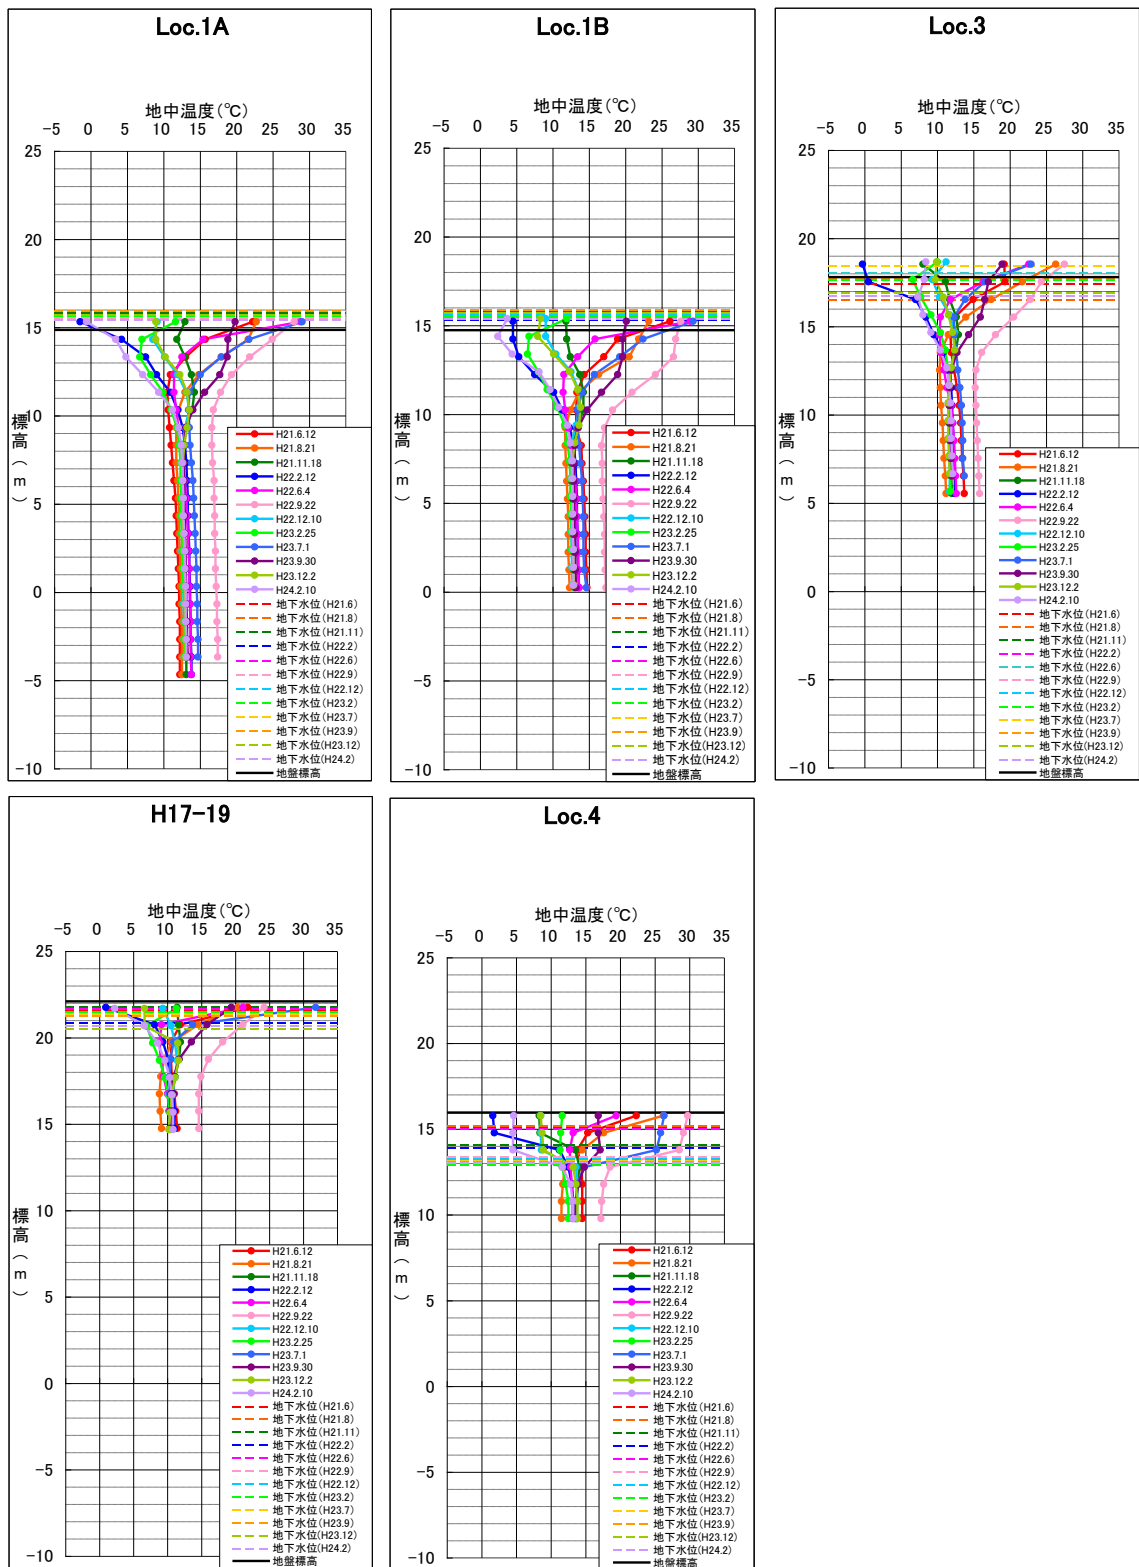 Loc.1A
地中温度(℃)
-5 0 5 10 15 20 25 30 35
25
20
15
10
5
0
-5
-10
標高(m)
H21.6.12
H21.8.21
H21.11.18
H22.2.12
H22.6.4
H22.9.22
H22.12.10
H23.2.25
H23.7.1
H23.9.30
H23.12.2
H24.2.10
地下水位(H21.6)
地下水位(H21.8)
地下水位(H21.11)
地下水位(H22.2)
地下水位(H22.6)
地下水位(H22.9)
地下水位(H22.12)
地下水位(H23.2)
地下水位(H23.7)
地下水位(H23.9)
地下水位(H23.12)
地下水位(H24.2)
地盤標高
Loc.1B
地中温度(℃)
-5 0 5 10 15 20 25 30 35
25
20
15
10
5
0
-5
-10
標高(m)
H21.6.12
H21.8.21
H21.11.18
H22.2.12
H22.6.4
H22.9.22
H22.12.10
H23.2.25
H23.7.1
H23.9.30
H23.12.2
H24.2.10
地下水位(H21.6)
地下水位(H21.8)
地下水位(H21.11)
地下水位(H22.2)
地下水位(H22.6)
地下水位(H22.9)
地下水位(H22.12)
地下水位(H23.2)
地下水位(H23.7)
地下水位(H23.9)
地下水位(H23.12)
地下水位(H24.2)
地盤標高
Loc.3
地中温度(℃)
-5 0 5 10 15 20 25 30 35
25
20
15
10
5
0
-5
-10
標高(m)
H21.6.12
H21.8.21
H21.11.18
H22.2.12
H22.6.4
H22.9.22
H22.12.10
H23.2.25
H23.7.1
H23.9.30
H23.12.2
H24.2.10
地下水位(H21.6)
地下水位(H21.8)
地下水位(H21.11)
地下水位(H22.2)
地下水位(H22.6)
地下水位(H22.9)
地下水位(H22.12)
地下水位(H23.2)
地下水位(H23.7)
地下水位(H23.9)
地下水位(H23.12)
地下水位(H24.2)
地盤標高
H17-19
地中温度(℃)
-5 0 5 10 15 20 25 30 35
25
20
15
10
5
0
-5
-10
標高(m)
H21.6.12
H21.8.21
H21.11.18
H22.2.12
H22.6.4
H22.9.22
H22.12.10
H23.2.25
H23.7.1
H23.9.30
H23.12.2
H24.2.10
地下水位(H21.6)
地下水位(H21.8)
地下水位(H21.11)
地下水位(H22.2)
地下水位(H22.6)
地下水位(H22.9)
地下水位(H22.12)
地下水位(H23.2)
地下水位(H23.7)
地下水位(H23.9)
地下水位(H23.12)
地下水位(H24.2)
地盤標高
Loc.4
地中温度(℃)
-5 0 5 10 15 20 25 30 35
25
20
15
10
5
0
-5
-10
標高(m)
H21.6.12
H21.8.21
H21.11.18
H22.2.12
H22.6.4
H22.9.22
H22.12.10
H23.2.25
H23.7.1
H23.9.30
H23.12.2
H24.2.10
地下水位(H21.6)
地下水位(H21.8)
地下水位(H21.11)
地下水位(H22.2)
地下水位(H22.6)
地下水位(H22.9)
地下水位(H22.12)
地下水位(H23.2)
地下水位(H23.7)
地下水位(H23.9)
地下水位(H23.12)
地下水位(H24.2)
地盤標高